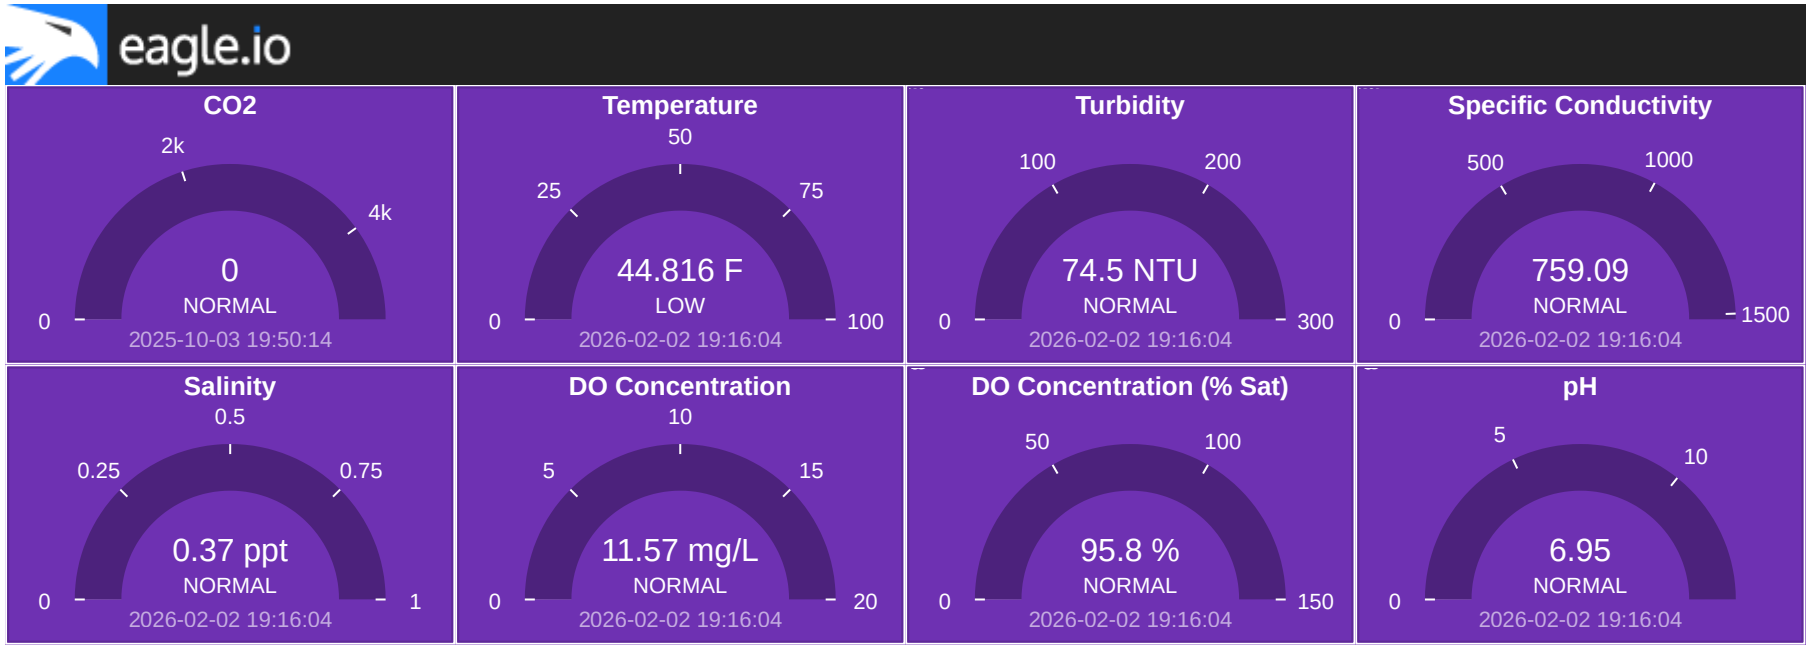 eagle.io
CO2
2k
4k
0
0
NORMAL
2025-10-03 19:50:14
Temperature
50
25
75
44.816 F
LOW
0
100
2026-02-02 19:16:04
Turbidity
100
200
74.5 NTU
NORMAL
0
300
2026-02-02 19:16:04
Specific Conductivity
500
1000
759.09
NORMAL
0
1500
2026-02-02 19:16:04
Salinity
0.5
0.25
0.75
0.37 ppt
NORMAL
0
1
2026-02-02 19:16:04
DO Concentration
10
5
15
11.57 mg/L
NORMAL
0
20
2026-02-02 19:16:04
DO Concentration (% Sat)
50
100
95.8 %
NORMAL
0
150
2026-02-02 19:16:04
pH
5
10
6.95
NORMAL
0
2026-02-02 19:16:04